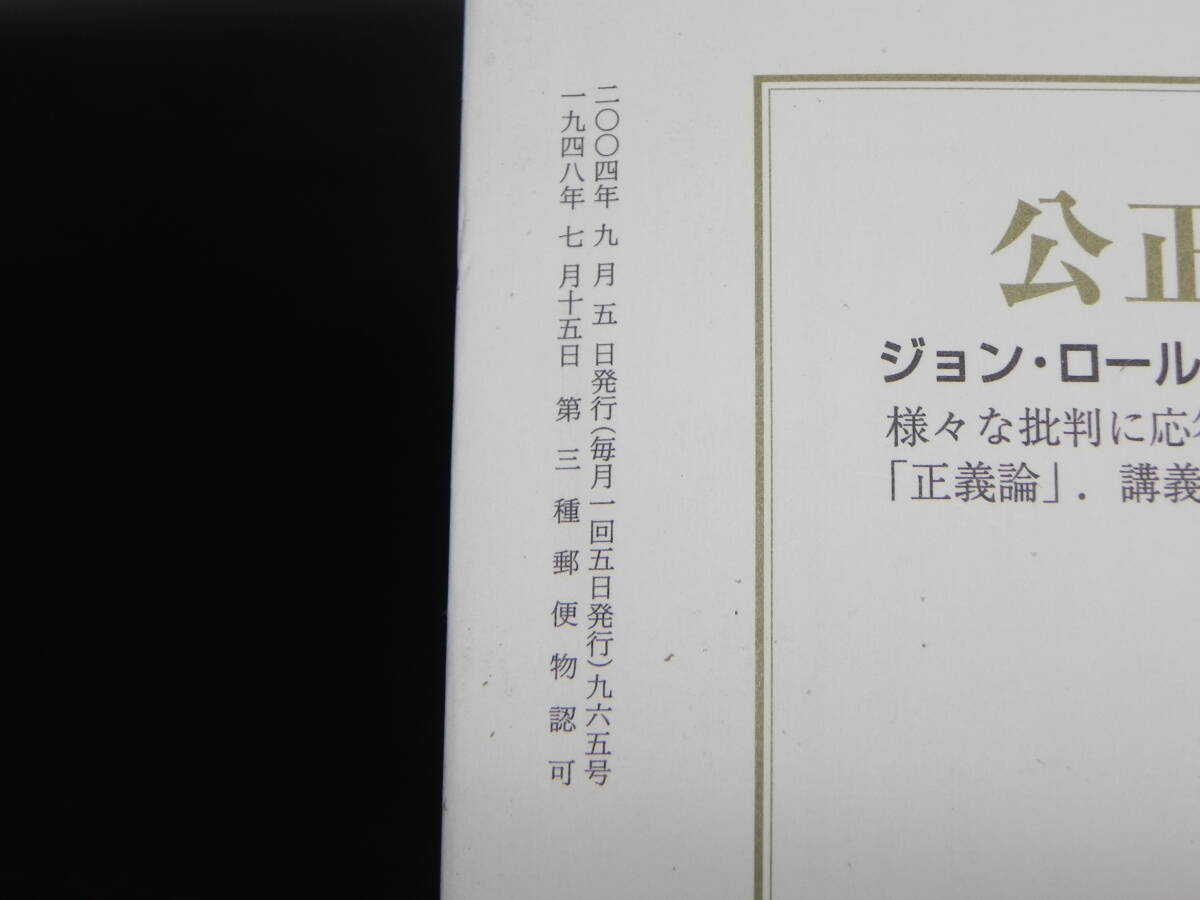 二〇〇四年九月五日発行(毎月一回五日発行)九六五号
一九四八年七月十五日 第三種郵便物認可
公正
ジョン・ロール
様々な批判に応答
「正義論」. 講義